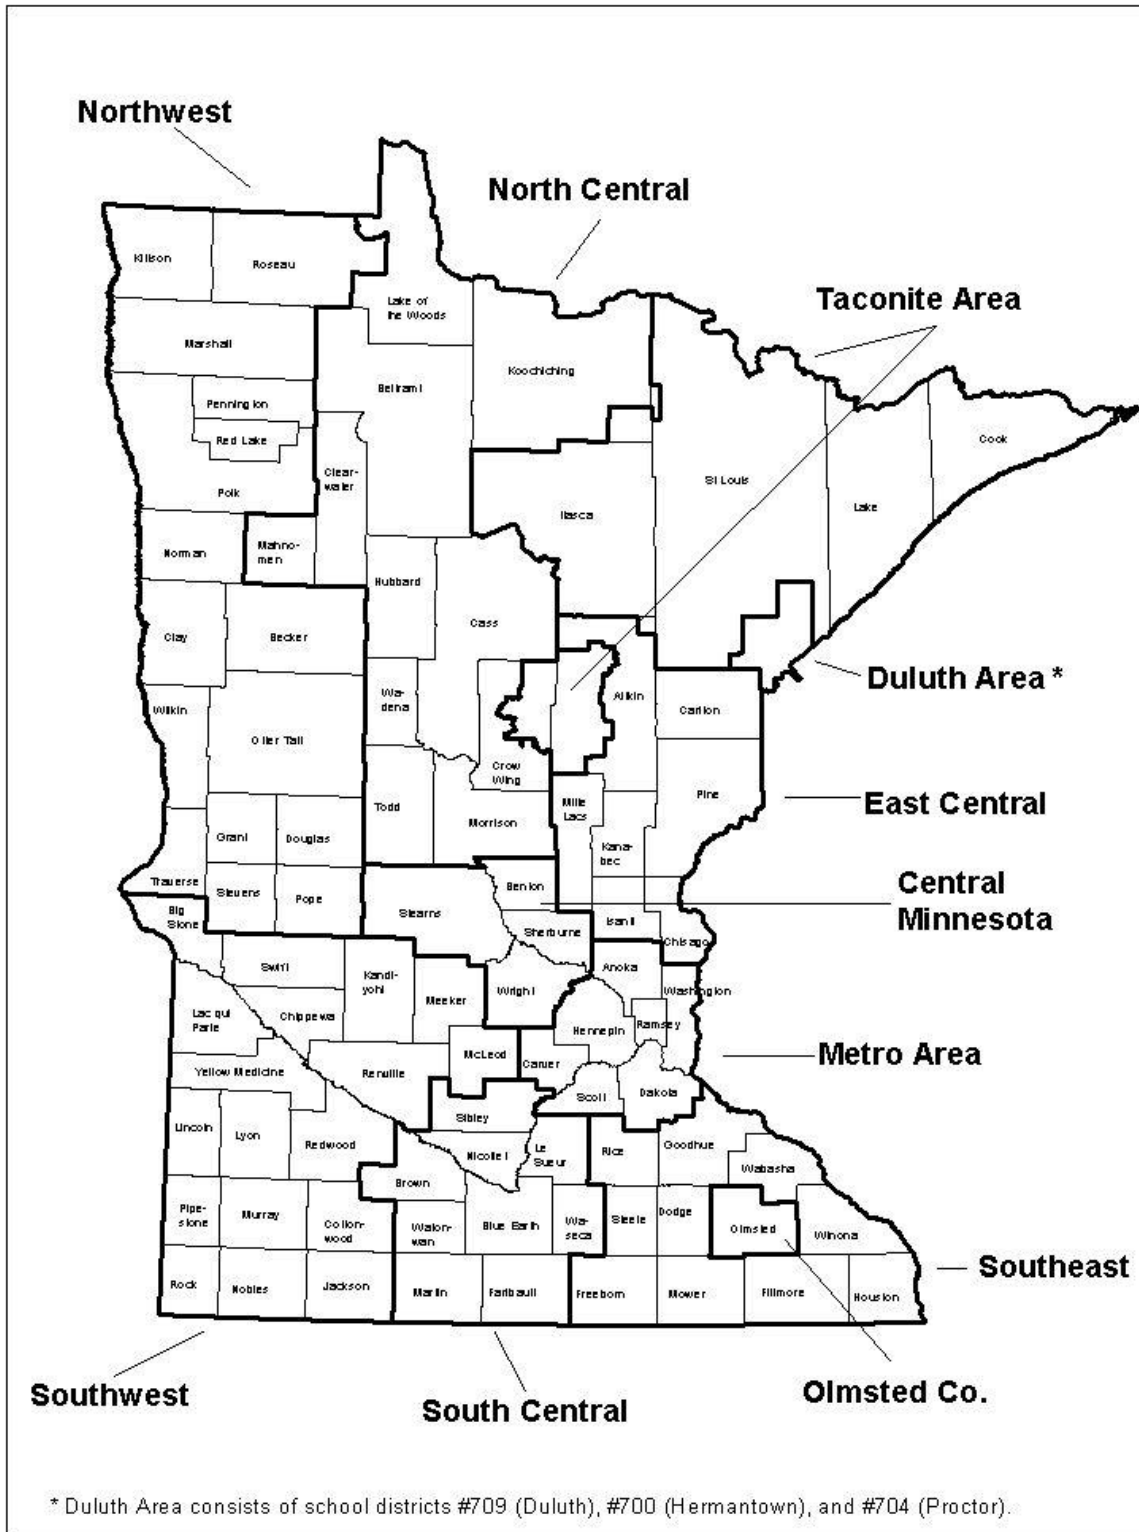 Northwest
North Central
Taconite Area
Kittson
Roseau
Lake of
the Woods
Marshall
Koochiching
Beltrami
Pennington
Red Lake
Cook
Clear-
water
St Louis
Polk
Lake
Itasca
Norman
Mahno-
men
Hubbard
Cass
Clay
Becker
Duluth Area *
Wa-
dena
Aitkin
Carlton
Wilkin
Otter Tail
Crow
Wing
Pine
East Central
Todd
Mille
Lacs
Morrison
Grant
Douglas
Kana-
bec
Traverse
Stevens
Pope
Benton
Central
Minnesota
Big
Stone
Stearns
Isanti
Sherburne
Chisago
Swift
Kandi-
yohi
Anoka
Wright
Washington
Meeker
Lac qui
Parle
Chippewa
Hennepin
Ramsey
McLeod
Metro Area
Carver
Yellow Medicine
Renville
Scott
Dakota
Sibley
Lincoln
Lyon
Redwood
Nicollet
Le
Sueur
Rice
Goodhue
Wabasha
Brown
Pipe-
stone
Murray
Cotton-
wood
Waton-
wan
Blue Earth
Wa-
seca
Steele
Dodge
Olmsted
Winona
Southeast
Rock
Nobles
Jackson
Martin
Faribault
Freeborn
Mower
Fillmore
Houston
Southwest
South Central
Olmsted Co.
* Duluth Area consists of school districts #709 (Duluth), #700 (Hermantown), and #704 (Proctor).